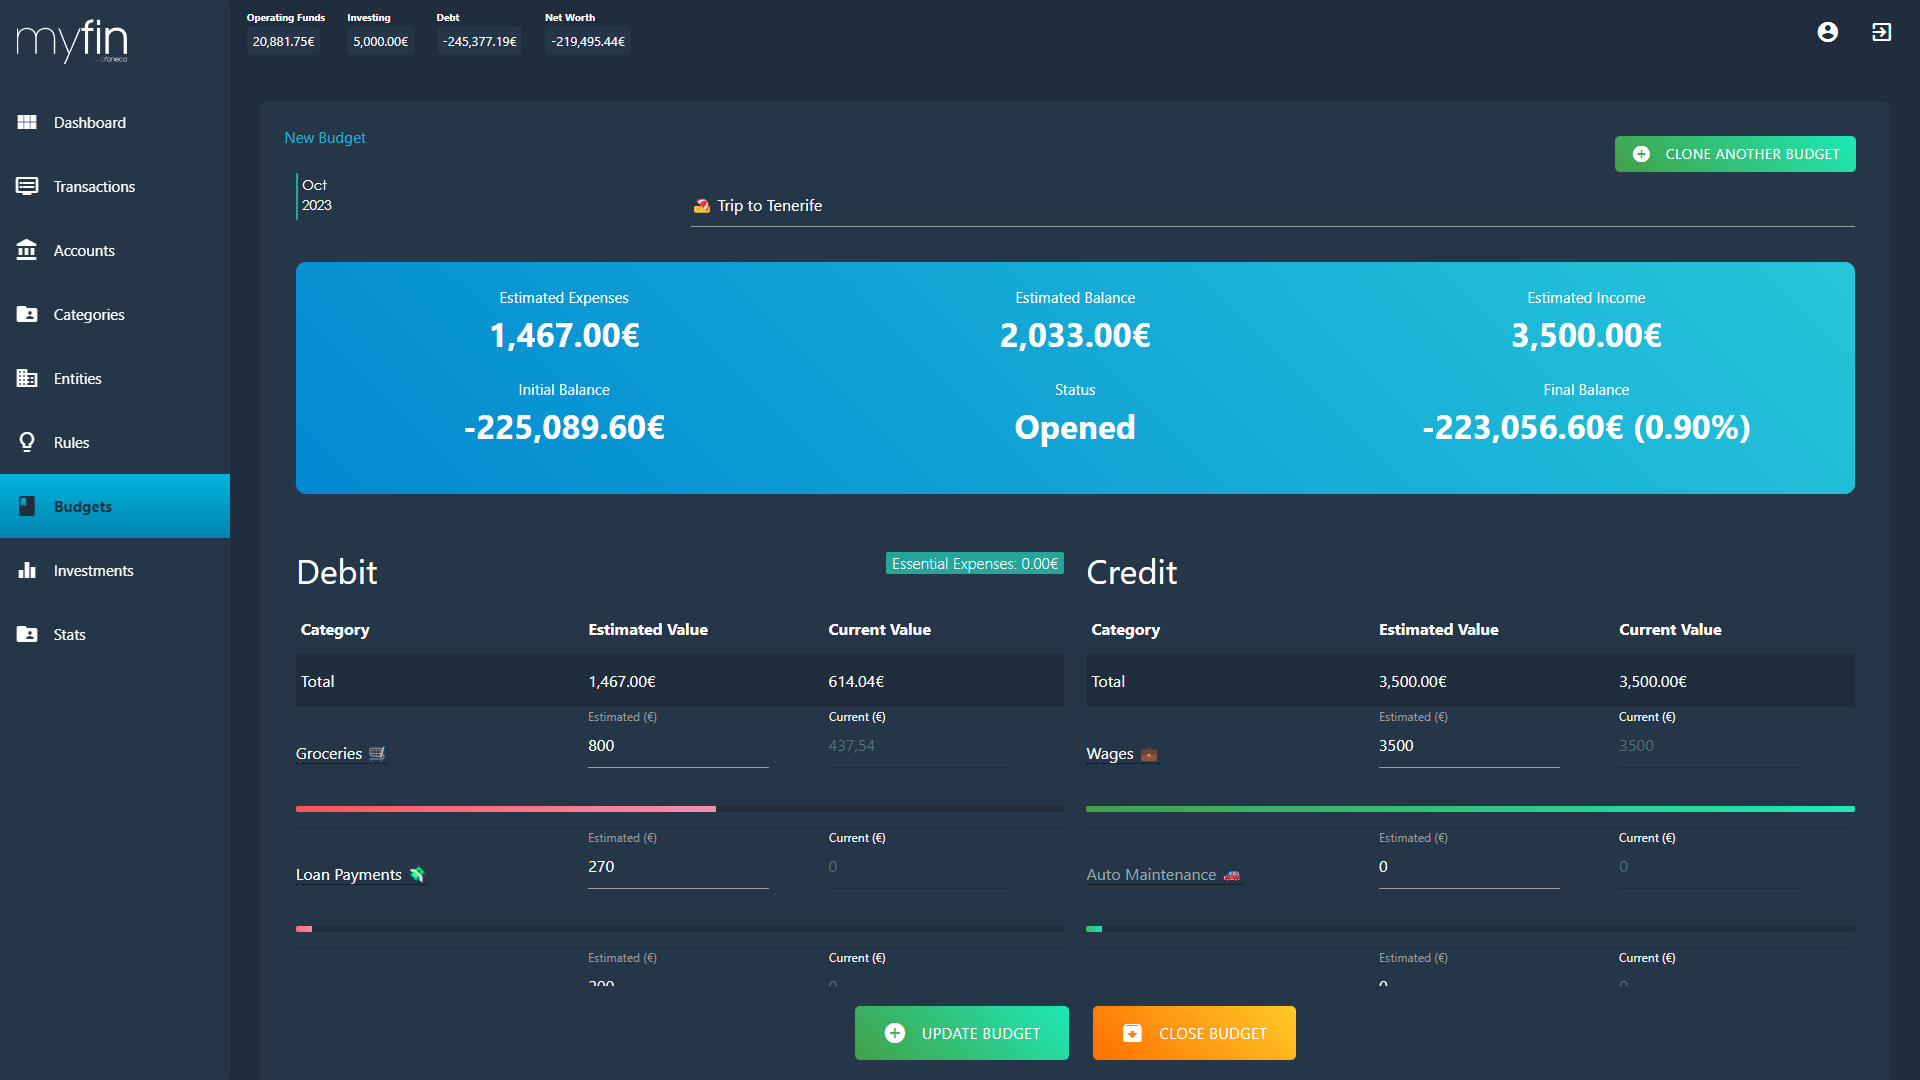 myfin
Operating Funds
20,881.75€
Investing
5,000.00€
Debt
-245,377.19€
Net Worth
-219,495.44€
Dashboard
Transactions
Accounts
Categories
Entities
Rules
Budgets
Investments
Stats
New Budget
CLONE ANOTHER BUDGET
Oct
2023
Trip to Tenerife
Estimated Expenses
1,467.00€
Estimated Balance
2,033.00€
Estimated Income
3,500.00€
Initial Balance
-225,089.60€
Status
Opened
Final Balance
-223,056.60€ (0.90%)
Debit
Essential Expenses: 0.00€
Category Estimated Value Current Value
Total 1,467.00€ 614.04€
Estimated (€) Current (€)
Groceries 800 437,54
Estimated (€) Current (€)
Loan Payments 270 0
Estimated (€) Current (€)
200 0
Credit
Category Estimated Value Current Value
Total 3,500.00€ 3,500.00€
Estimated (€) Current (€)
Wages 3500 3500
Estimated (€) Current (€)
Auto Maintenance 0 0
Estimated (€) Current (€)
0 0
UPDATE BUDGET
CLOSE BUDGET